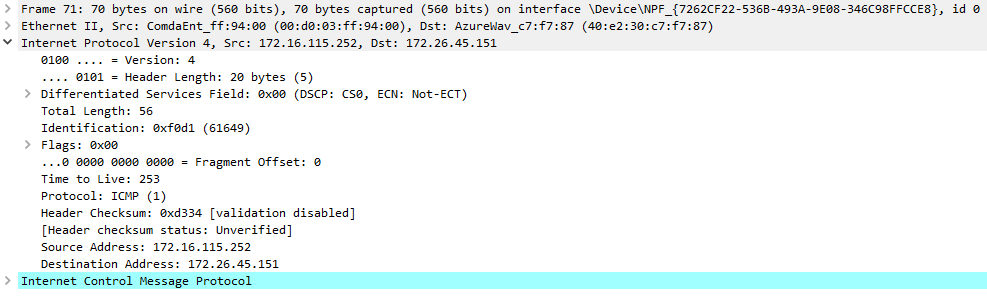 Frame 71: 70 bytes on wire (560 bits), 70 bytes captured (560 bits) on interface \Device\NPF_{7262CF22-536B-493A-9E08-346C98FFCCE8}, id 0
Ethernet II, Src: ComdaEnt_ff:94:00 (00:d0:03:ff:94:00), Dst: AzureWav_c7:f7:87 (40:e2:30:c7:f7:87)
Internet Protocol Version 4, Src: 172.16.115.252, Dst: 172.26.45.151
0100 .... = Version: 4
.... 0101 = Header Length: 20 bytes (5)
Differentiated Services Field: 0x00 (DSCP: CS0, ECN: Not-ECT)
Total Length: 56
Identification: 0xf0d1 (61649)
Flags: 0x00
...0 0000 0000 0000 = Fragment Offset: 0
Time to Live: 253
Protocol: ICMP (1)
Header Checksum: 0xd334 [validation disabled]
[Header checksum status: Unverified]
Source Address: 172.16.115.252
Destination Address: 172.26.45.151
Internet Control Message Protocol